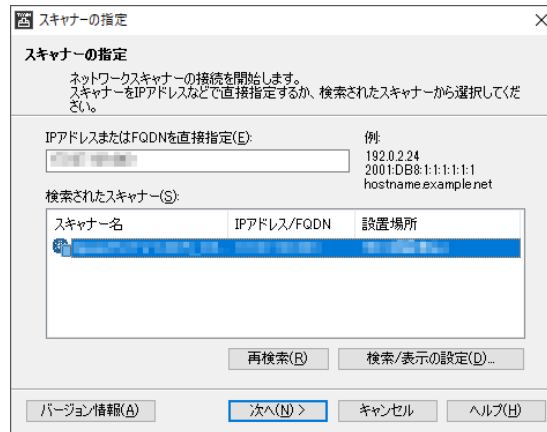 スキャナーの指定
スキャナーの指定
ネットワークスキャナーの接続を開始します。
スキャナーをIPアドレスなどで直接指定するか、検索されたスキャナーから選択してくだ
さい。
IPアドレスまたはFQDNを直接指定(E):
例:
192.0.2.24
2001:DB8:1:1:1:1:1:1
hostname.example.net
検索されたスキャナー(S):
スキャナー名 IPアドレス/FQDN 設置場所
再検索(R) 検索/表示の設定(D)...
バージョン情報(A) 次へ(N) > キャンセル ヘルプ(H)